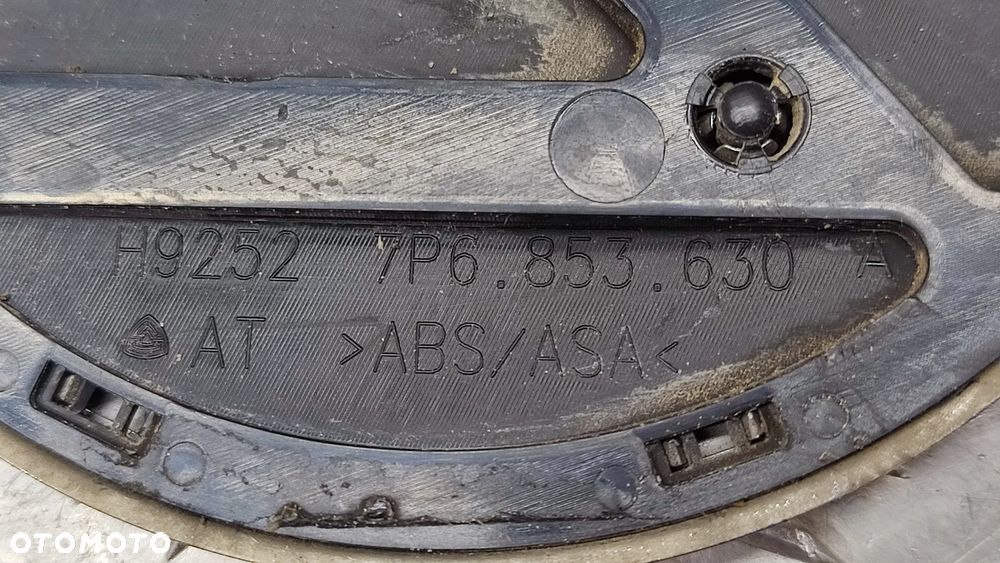 H9252 7P6.853.630 A
AT >ABS/ASA<
OTOMOTO